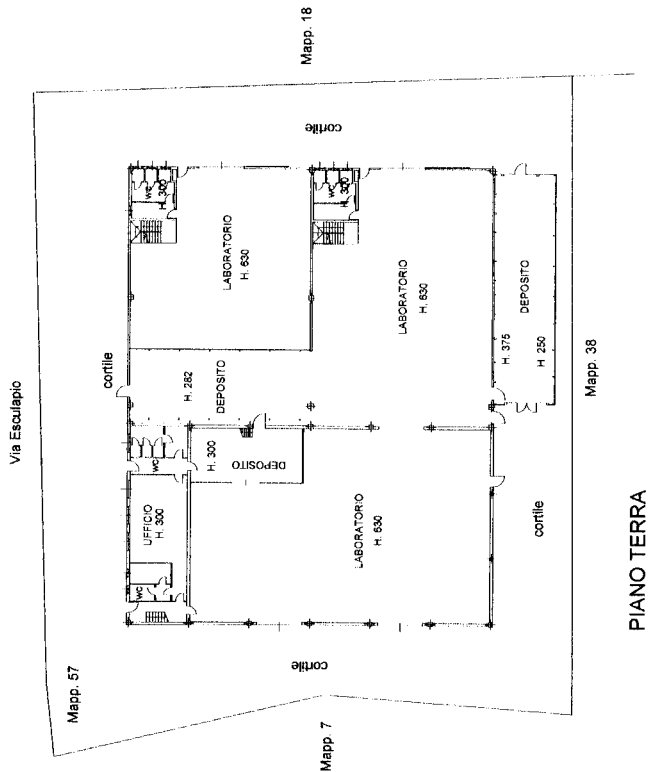 Via Esculapio
Mapp. 18
cortile
WC
H. 300
WC
H. 300
LABORATORIO
H. 630
LABORATORIO
H. 630
cortile
H. 282
DEPOSITO
H. 375
H. 250
DEPOSITO
Mapp. 38
WC
H. 300
DEPOSITO
UFFICIO
H. 300
WC
LABORATORIO
H. 630
cortile
Mapp. 57
cortile
Mapp. 7
PIANO TERRA